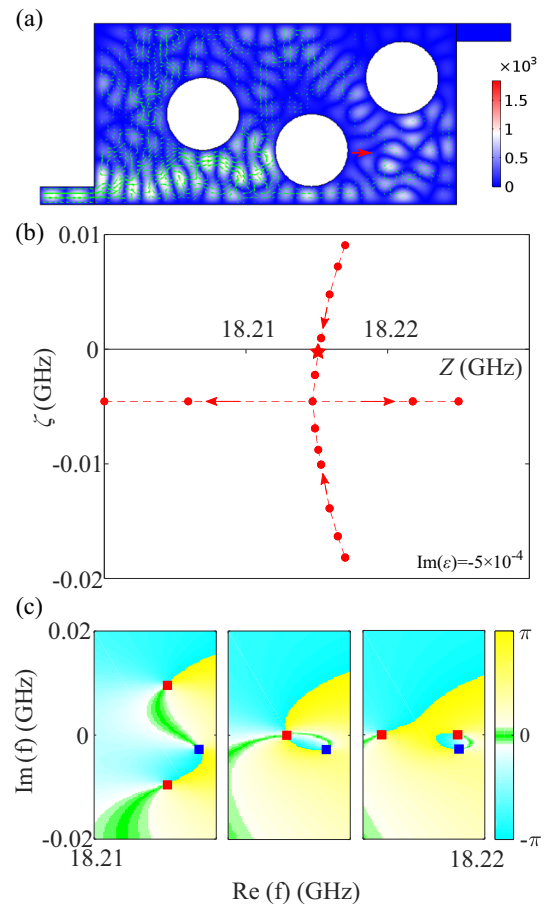 (a)
×10³
1.5
1
0.5
0
(b)
0.01
18.21
18.22
0
Z (GHz)
ζ (GHz)
-0.01
Im(ε)=-5×10⁻⁴
-0.02
(c)
0.02
π
Im (f) (GHz)
0
0
-0.02
-π
18.21
18.22
Re (f) (GHz)